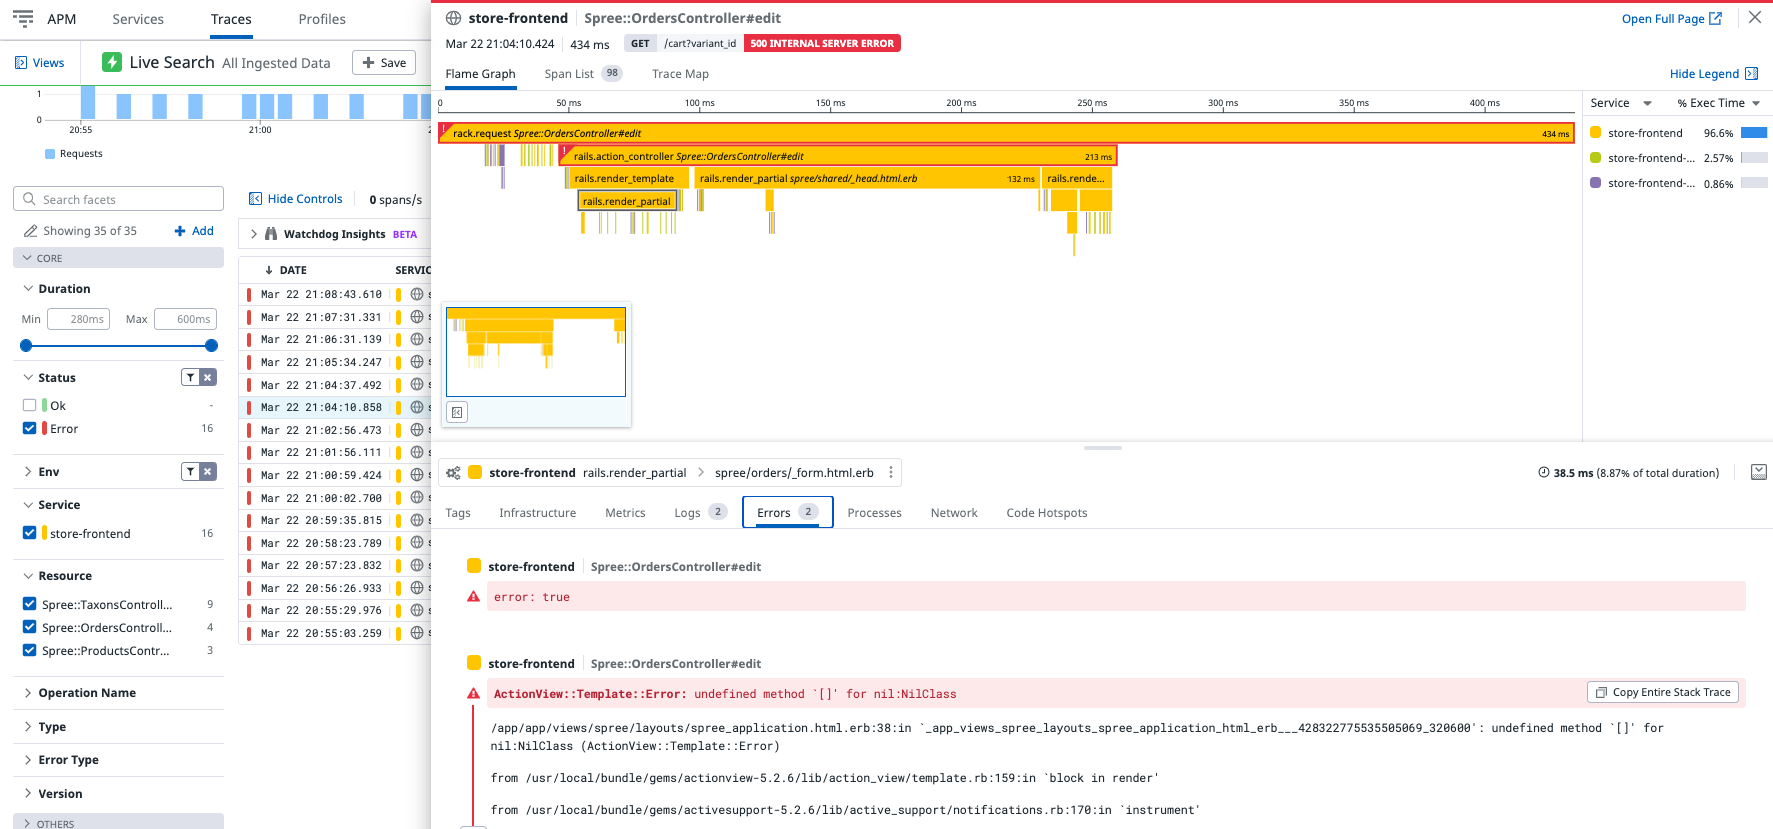 APM
Services
Traces
Profiles
Views
Live Search
All Ingested Data
Save
1
0
20:55
21:00
Requests
Search facets
Showing 35 of 35
Add
CORE
Duration
Min
280ms
Max
600ms
Status
Ok
-
Error
16
Env
Service
store-frontend
16
Resource
Spree::TaxonsControll...
9
Spree::OrdersControll...
4
Spree::ProductsContr...
3
Operation Name
Type
Error Type
Version
OTHERS
Hide Controls
0 spans/s
Watchdog Insights BETA
DATE
SERVIC
Mar 22 21:08:43.610
Mar 22 21:07:31.331
Mar 22 21:06:31.139
Mar 22 21:05:34.247
Mar 22 21:04:37.492
Mar 22 21:04:10.858
Mar 22 21:02:56.473
Mar 22 21:01:56.111
Mar 22 21:00:59.424
Mar 22 21:00:02.700
Mar 22 20:59:35.815
Mar 22 20:58:23.789
Mar 22 20:57:23.832
Mar 22 20:56:26.933
Mar 22 20:55:29.976
Mar 22 20:55:03.259
store-frontend
Spree::OrdersController#edit
Open Full Page
Mar 22 21:04:10.424
434 ms
GET
/cart?variant_id
500 INTERNAL SERVER ERROR
Flame Graph
Span List 98
Trace Map
Hide Legend
0
50 ms
100 ms
150 ms
200 ms
250 ms
300 ms
350 ms
400 ms
rack.request Spree::OrdersController#edit
434 ms
rails.action_controller Spree::OrdersController#edit
213 ms
rails.render_template
rails.render_partial spree/shared/_head.html.erb
132 ms
rails.rende...
rails.render_partial
Service
% Exec Time
store-frontend
96.6%
store-frontend-...
2.57%
store-frontend-...
0.86%
store-frontend rails.render_partial
spree/orders/_form.html.erb
38.5 ms (8.87% of total duration)
Tags
Infrastructure
Metrics
Logs 2
Errors 2
Processes
Network
Code Hotspots
store-frontend
Spree::OrdersController#edit
error: true
store-frontend
Spree::OrdersController#edit
ActionView::Template::Error: undefined method `[]' for nil:NilClass
Copy Entire Stack Trace
/app/app/views/spree/layouts/spree_application.html.erb:38:in `_app_views_spree_layouts_spree_application_html_erb___428322775535505069_320600': undefined method `[]' for
nil:NilClass (ActionView::Template::Error)
from /usr/local/bundle/gems/actionview-5.2.6/lib/action_view/template.rb:159:in `block in render'
from /usr/local/bundle/gems/activesupport-5.2.6/lib/active_support/notifications.rb:170:in `instrument'